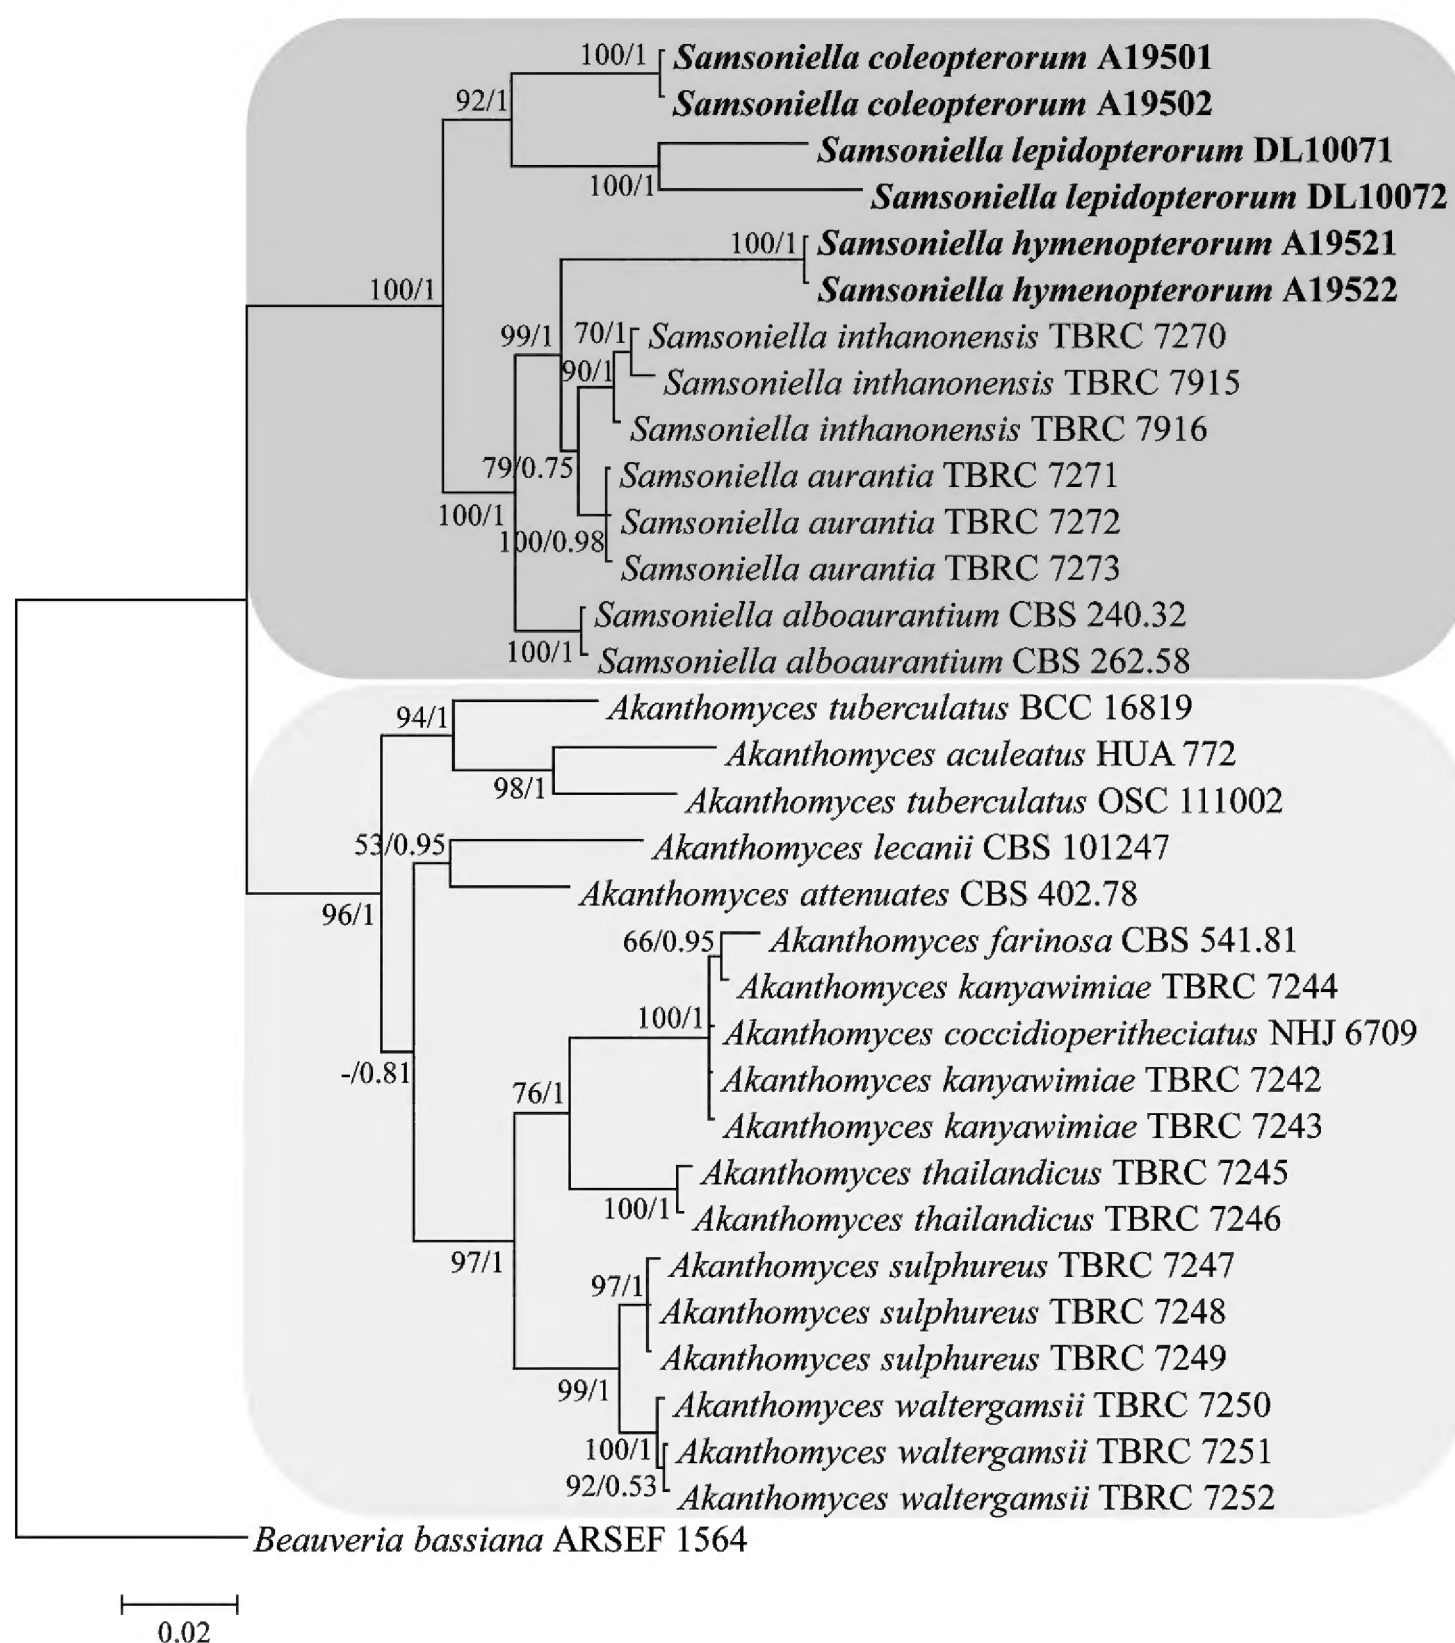 100/1 Samsoniella coleopterorum A19501
92/1 Samsoniella coleopterorum A19502
Samsoniella lepidopterorum DL10071
100/1 Samsoniella lepidopterorum DL10072
100/1 Samsoniella hymenopterorum A19521
100/1 Samsoniella hymenopterorum A19522
99/1 70/1 Samsoniella inthanonensis TBRC 7270
90/1 Samsoniella inthanonensis TBRC 7915
Samsoniella inthanonensis TBRC 7916
79/0.75 Samsoniella aurantia TBRC 7271
100/1 Samsoniella aurantia TBRC 7272
100/0.98 Samsoniella aurantia TBRC 7273
Samsoniella alboaurantium CBS 240.32
100/1 Samsoniella alboaurantium CBS 262.58
94/1 Akanthomyces tuberculatus BCC 16819
Akanthomyces aculeatus HUA 772
98/1 Akanthomyces tuberculatus OSC 111002
53/0.95 Akanthomyces lecanii CBS 101247
96/1 Akanthomyces attenuates CBS 402.78
66/0.95 Akanthomyces farinosa CBS 541.81
Akanthomyces kanyawimiae TBRC 7244
100/1 Akanthomyces coccidioperitheciatus NHJ 6709
-/0.81 76/1 Akanthomyces kanyawimiae TBRC 7242
Akanthomyces kanyawimiae TBRC 7243
Akanthomyces thailandicus TBRC 7245
100/1 Akanthomyces thailandicus TBRC 7246
97/1 Akanthomyces sulphureus TBRC 7247
97/1 Akanthomyces sulphureus TBRC 7248
Akanthomyces sulphureus TBRC 7249
99/1 Akanthomyces waltergamsii TBRC 7250
100/1 Akanthomyces waltergamsii TBRC 7251
92/0.53 Akanthomyces waltergamsii TBRC 7252
Beauveria bassiana ARSEF 1564
0.02